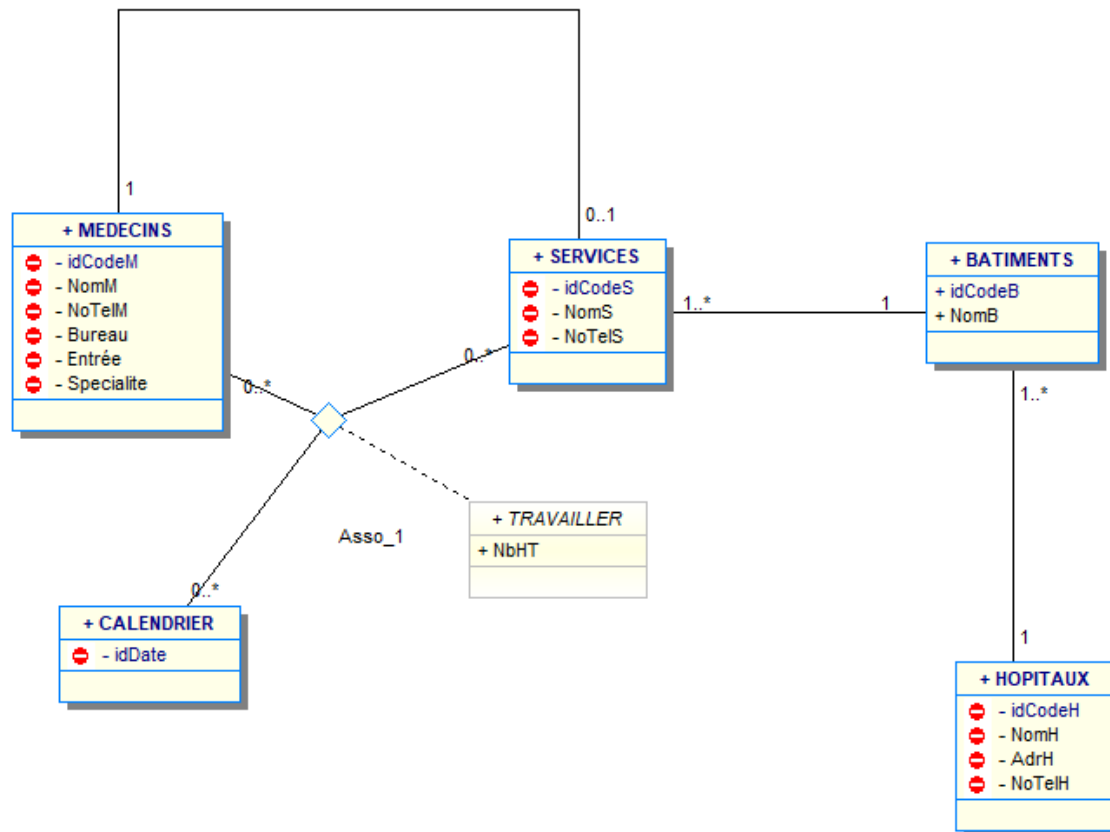 1
0..1
+ MEDECINS
- idCodeM
- NomM
- NoTelM
- Bureau
- Entrée
- Specialite
+ SERVICES
- idCodeS
- NomS
- NoTelS
1..*
1
+ BATIMENTS
+ idCodeB
+ NomB
0..*
0..*
1..*
+ TRAVAILLER
+ NbHT
Asso_1
0..*
+ CALENDRIER
- idDate
1
+ HOPITAUX
- idCodeH
- NomH
- AdrH
- NoTelH